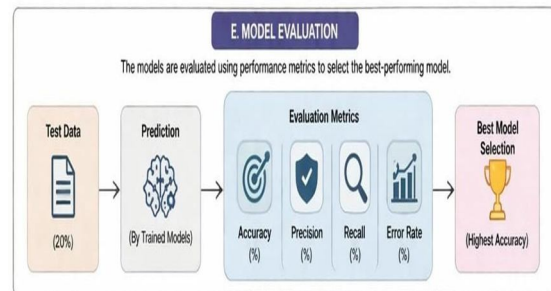 E. MODEL EVALUATION
The models are evaluated using performance metrics to select the best-performing model.
Test Data
(20%)
Prediction
(By Trained Models)
Evaluation Metrics
Accuracy
(%)
Precision
(%)
Recall
(%)
Error Rate
(%)
Best Model
Selection
(Highest Accuracy)